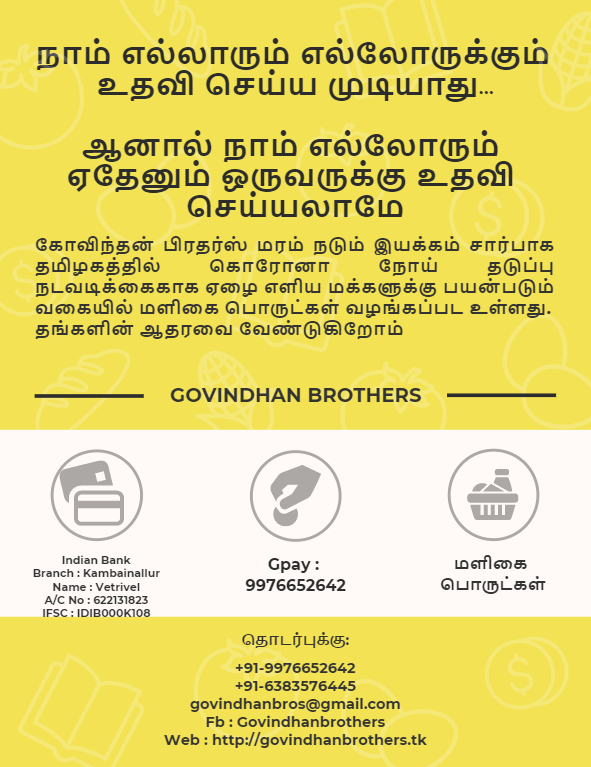 நாம் எல்லாரும் எல்லோருக்கும்
உதவி செய்ய முடியாது...
ஆனால் நாம் எல்லோரும்
ஏதேனும் ஒருவருக்கு உதவி
செய்யலாமே
கோவிந்தன் பிரதர்ஸ் மரம் நடும் இயக்கம் சார்பாக
தமிழகத்தில் கொரோனா நோய் தடுப்பு
நடவடிக்கைகாக ஏழை எளிய மக்களுக்கு பயன்படும்
வகையில் மளிகை பொருட்கள் வழங்கப்பட உள்ளது.
தங்களின் ஆதரவை வேண்டுகிறோம்
GOVINDHAN BROTHERS
Indian Bank
Branch : Kambainallur
Name : Vetrivel
A/C No : 622131823
IFSC : IDIB000K108
Gpay :
9976652642
மளிகை
பொருட்கள்
தொடர்புக்கு:
+91-9976652642
+91-6383576445
govindhanbros@gmail.com
Fb : Govindhanbrothers
Web : http://govindhanbrothers.tk